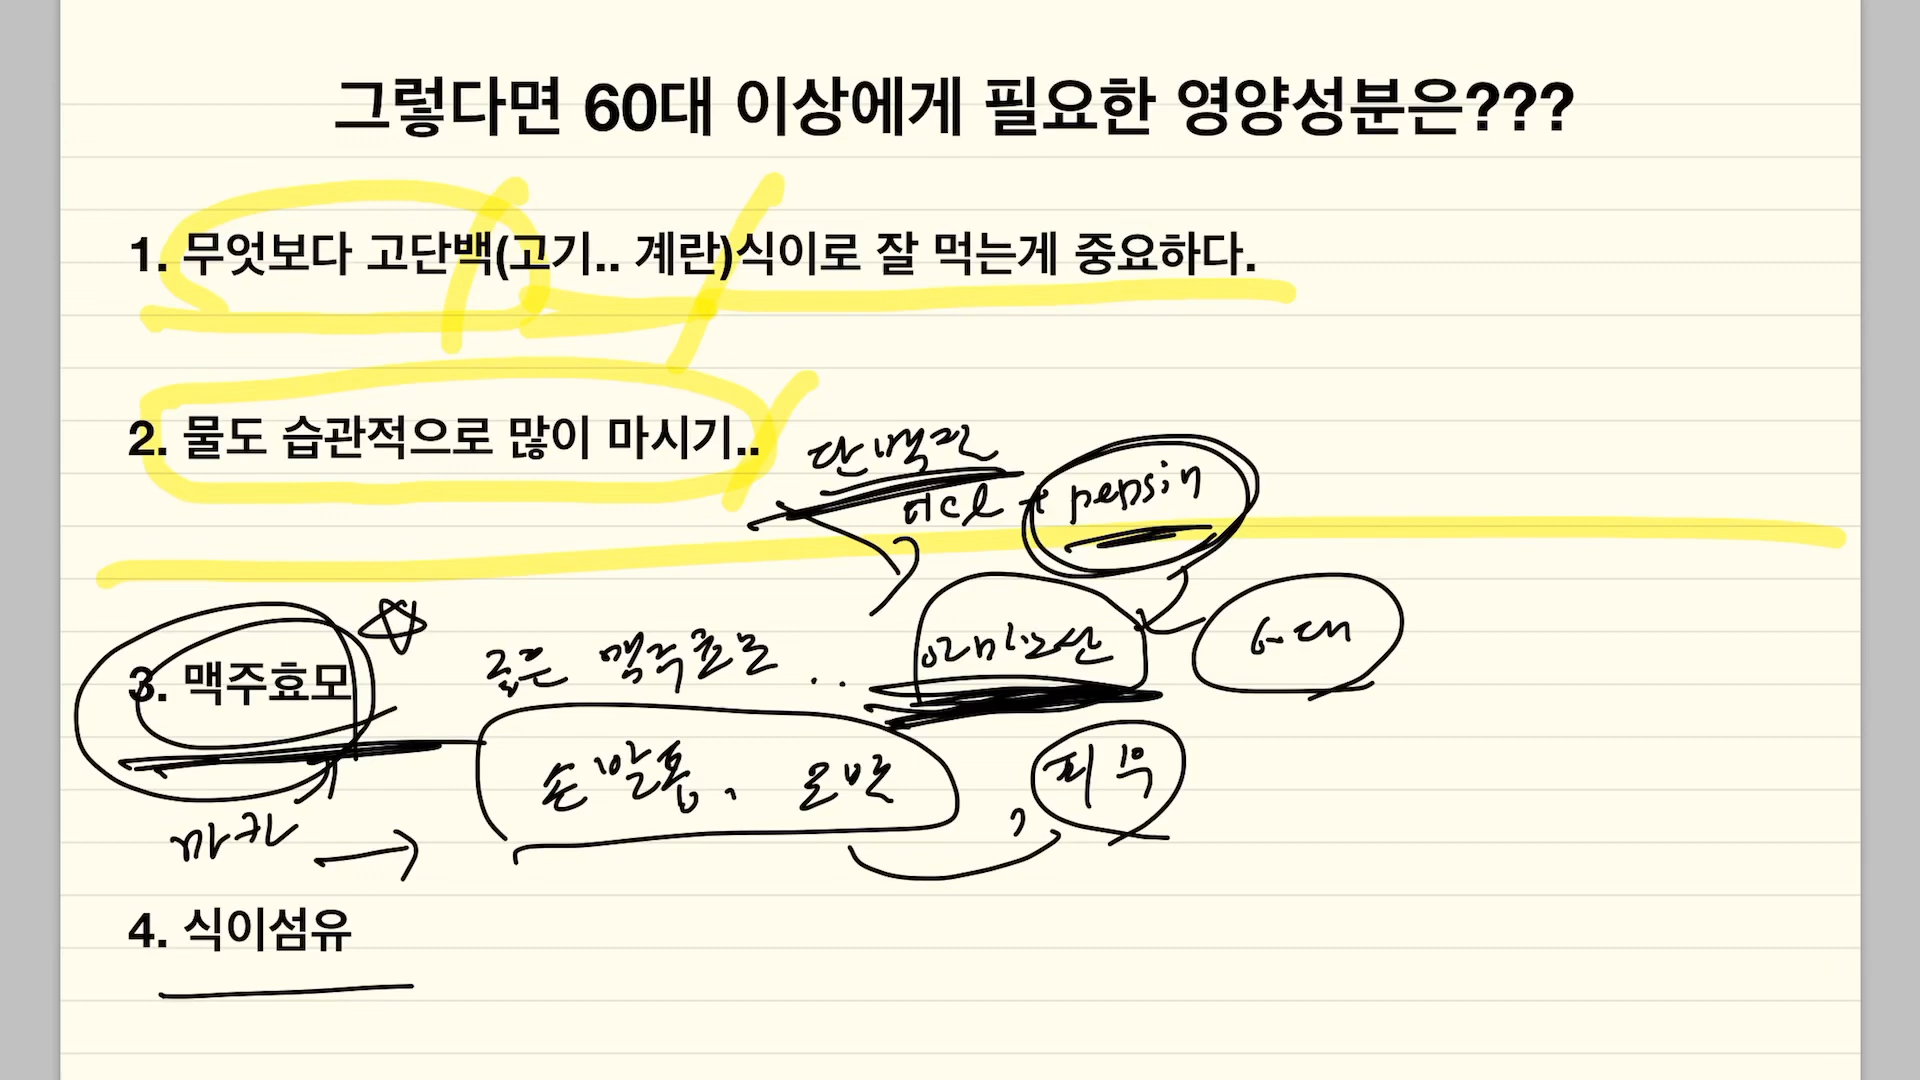 그렇다면 60대 이상에게 필요한 영양성분은???
1. 무엇보다 고단백(고기.. 계란)식이로 잘 먹는게 중요하다.
2. 물도 습관적으로 많이 마시기..
단백질
HCl + pepsin
3. 맥주효모
좋은 맥주효모 ..
아미노산
6대
손발톱, 모발, 피부
4. 식이섬유